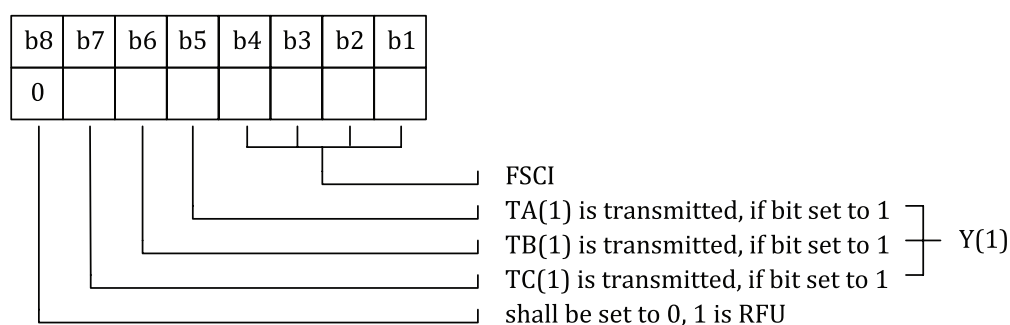 b8 b7 b6 b5 b4 b3 b2 b1
0
FSCI
TA(1) is transmitted, if bit set to 1
TB(1) is transmitted, if bit set to 1
Y(1)
TC(1) is transmitted, if bit set to 1
shall be set to 0, 1 is RFU